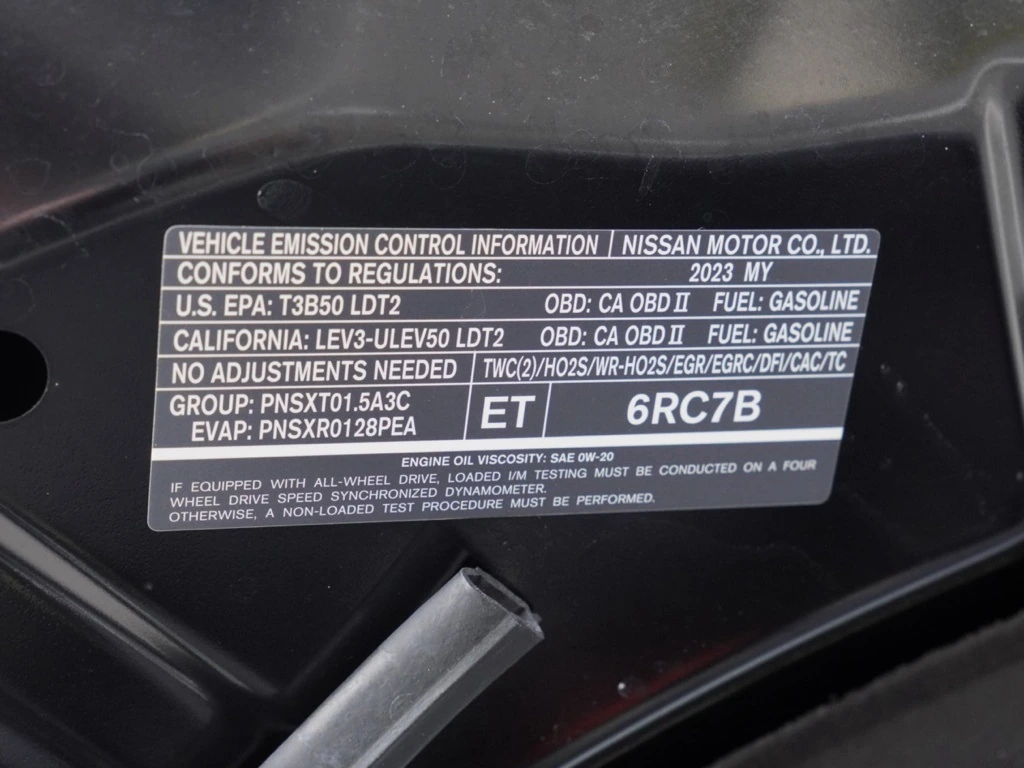 VEHICLE EMISSION CONTROL INFORMATION NISSAN MOTOR CO., LTD.
CONFORMS TO REGULATIONS: 2023 MY
U.S. EPA: T3B50 LDT2 OBD: CA OBD II FUEL: GASOLINE
CALIFORNIA: LEV3-ULEV50 LDT2 OBD: CA OBD II FUEL: GASOLINE
NO ADJUSTMENTS NEEDED TWC(2)/HO2S/WR-HO2S/EGR/EGRC/DFI/CAC/TC
GROUP: PNSXT01.5A3C
EVAP: PNSXR0128PEA
ET
6RC7B
ENGINE OIL VISCOSITY: SAE 0W-20
IF EQUIPPED WITH ALL-WHEEL DRIVE, LOADED I/M TESTING MUST BE CONDUCTED ON A FOUR
WHEEL DRIVE SPEED SYNCHRONIZED DYNAMOMETER.
OTHERWISE, A NON-LOADED TEST PROCEDURE MUST BE PERFORMED.